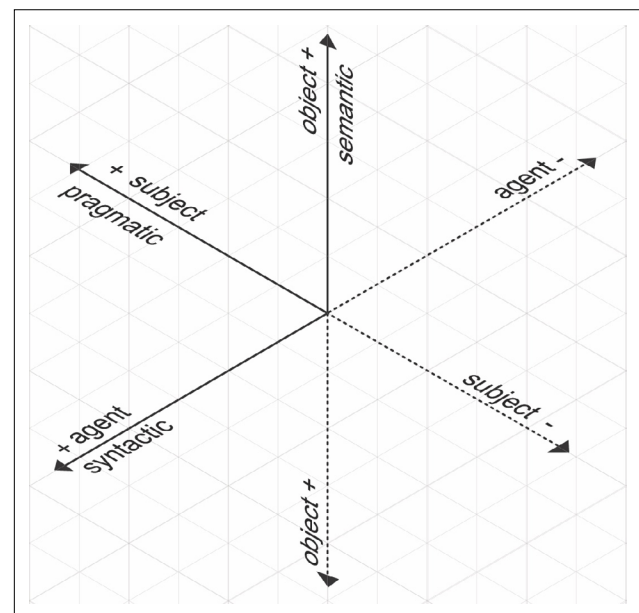 object +
semantic
+ subject
pragmatic
agent -
+ agent
syntactic
subject -
object +